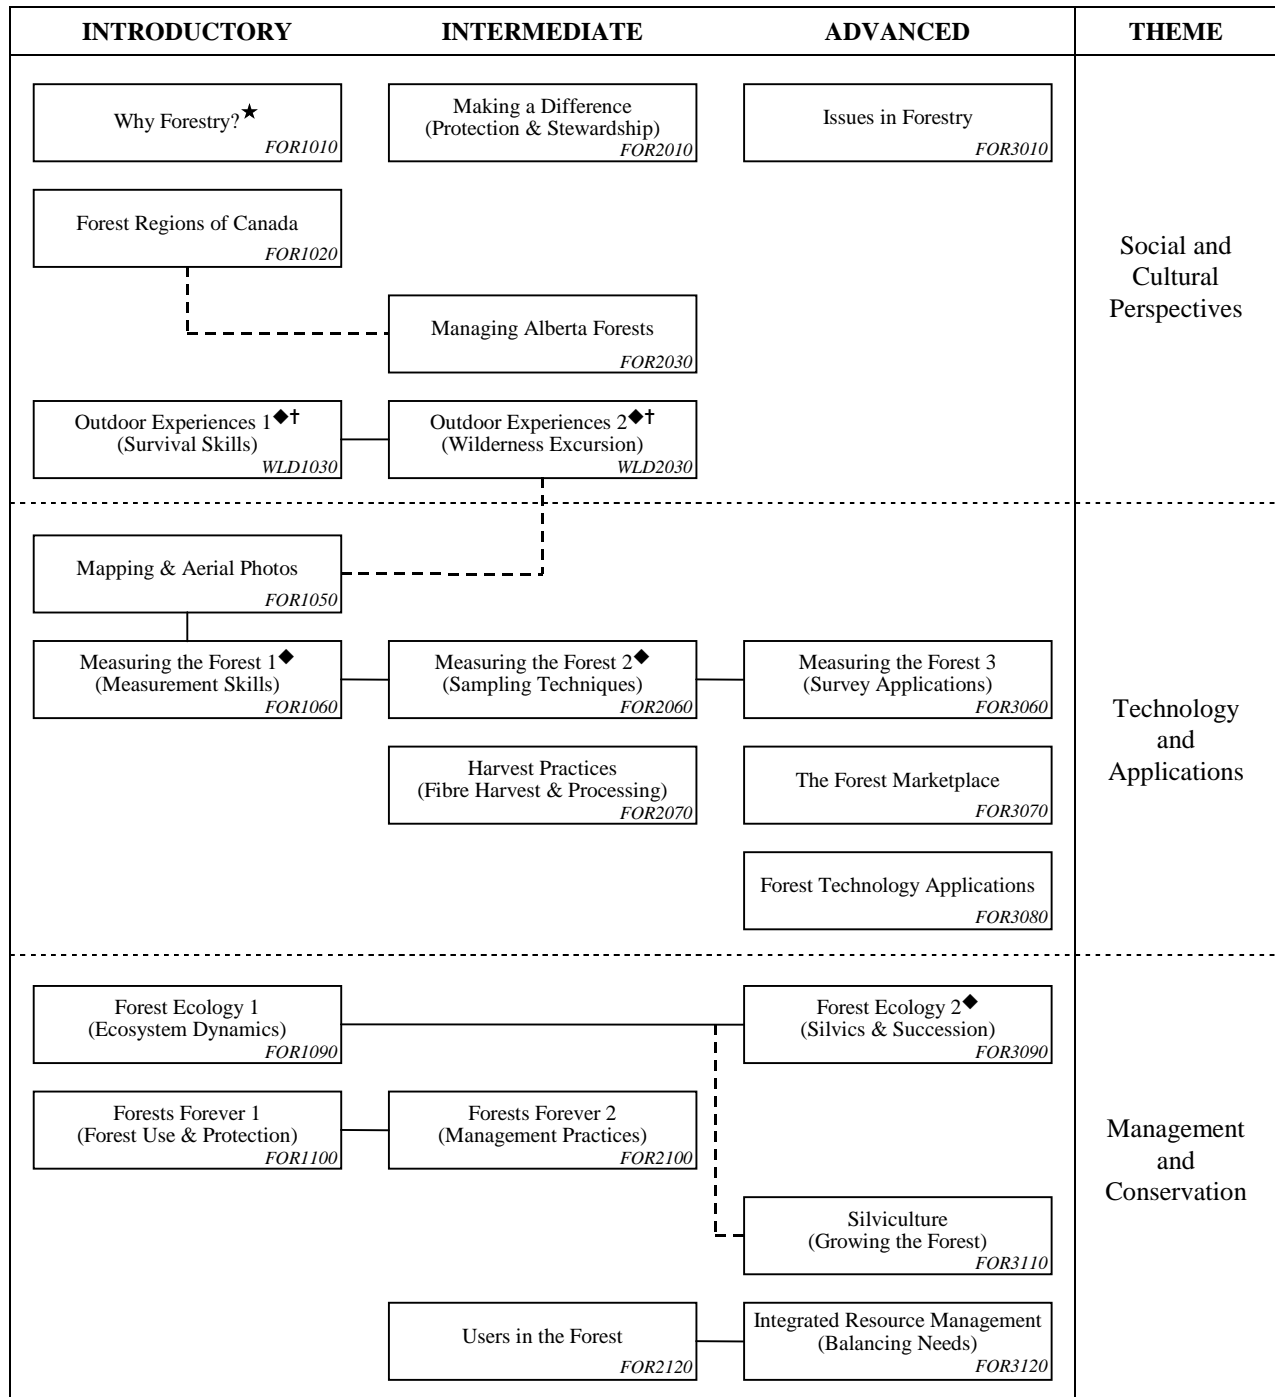 INTRODUCTORY INTERMEDIATE ADVANCED THEME
Why Forestry?★
FOR1010
Making a Difference
(Protection & Stewardship)
FOR2010
Issues in Forestry
FOR3010
Forest Regions of Canada
FOR1020
Managing Alberta Forests
FOR2030
Outdoor Experiences 1◆†
(Survival Skills)
WLD1030
Outdoor Experiences 2◆†
(Wilderness Excursion)
WLD2030
Social and
Cultural
Perspectives
Mapping & Aerial Photos
FOR1050
Measuring the Forest 1◆
(Measurement Skills)
FOR1060
Measuring the Forest 2◆
(Sampling Techniques)
FOR2060
Measuring the Forest 3
(Survey Applications)
FOR3060
Harvest Practices
(Fibre Harvest & Processing)
FOR2070
The Forest Marketplace
FOR3070
Forest Technology Applications
FOR3080
Technology
and
Applications
Forest Ecology 1
(Ecosystem Dynamics)
FOR1090
Forest Ecology 2◆
(Silvics & Succession)
FOR3090
Forests Forever 1
(Forest Use & Protection)
FOR1100
Forests Forever 2
(Management Practices)
FOR2100
Silviculture
(Growing the Forest)
FOR3110
Users in the Forest
FOR2120
Integrated Resource Management
(Balancing Needs)
FOR3120
Management
and
Conservation